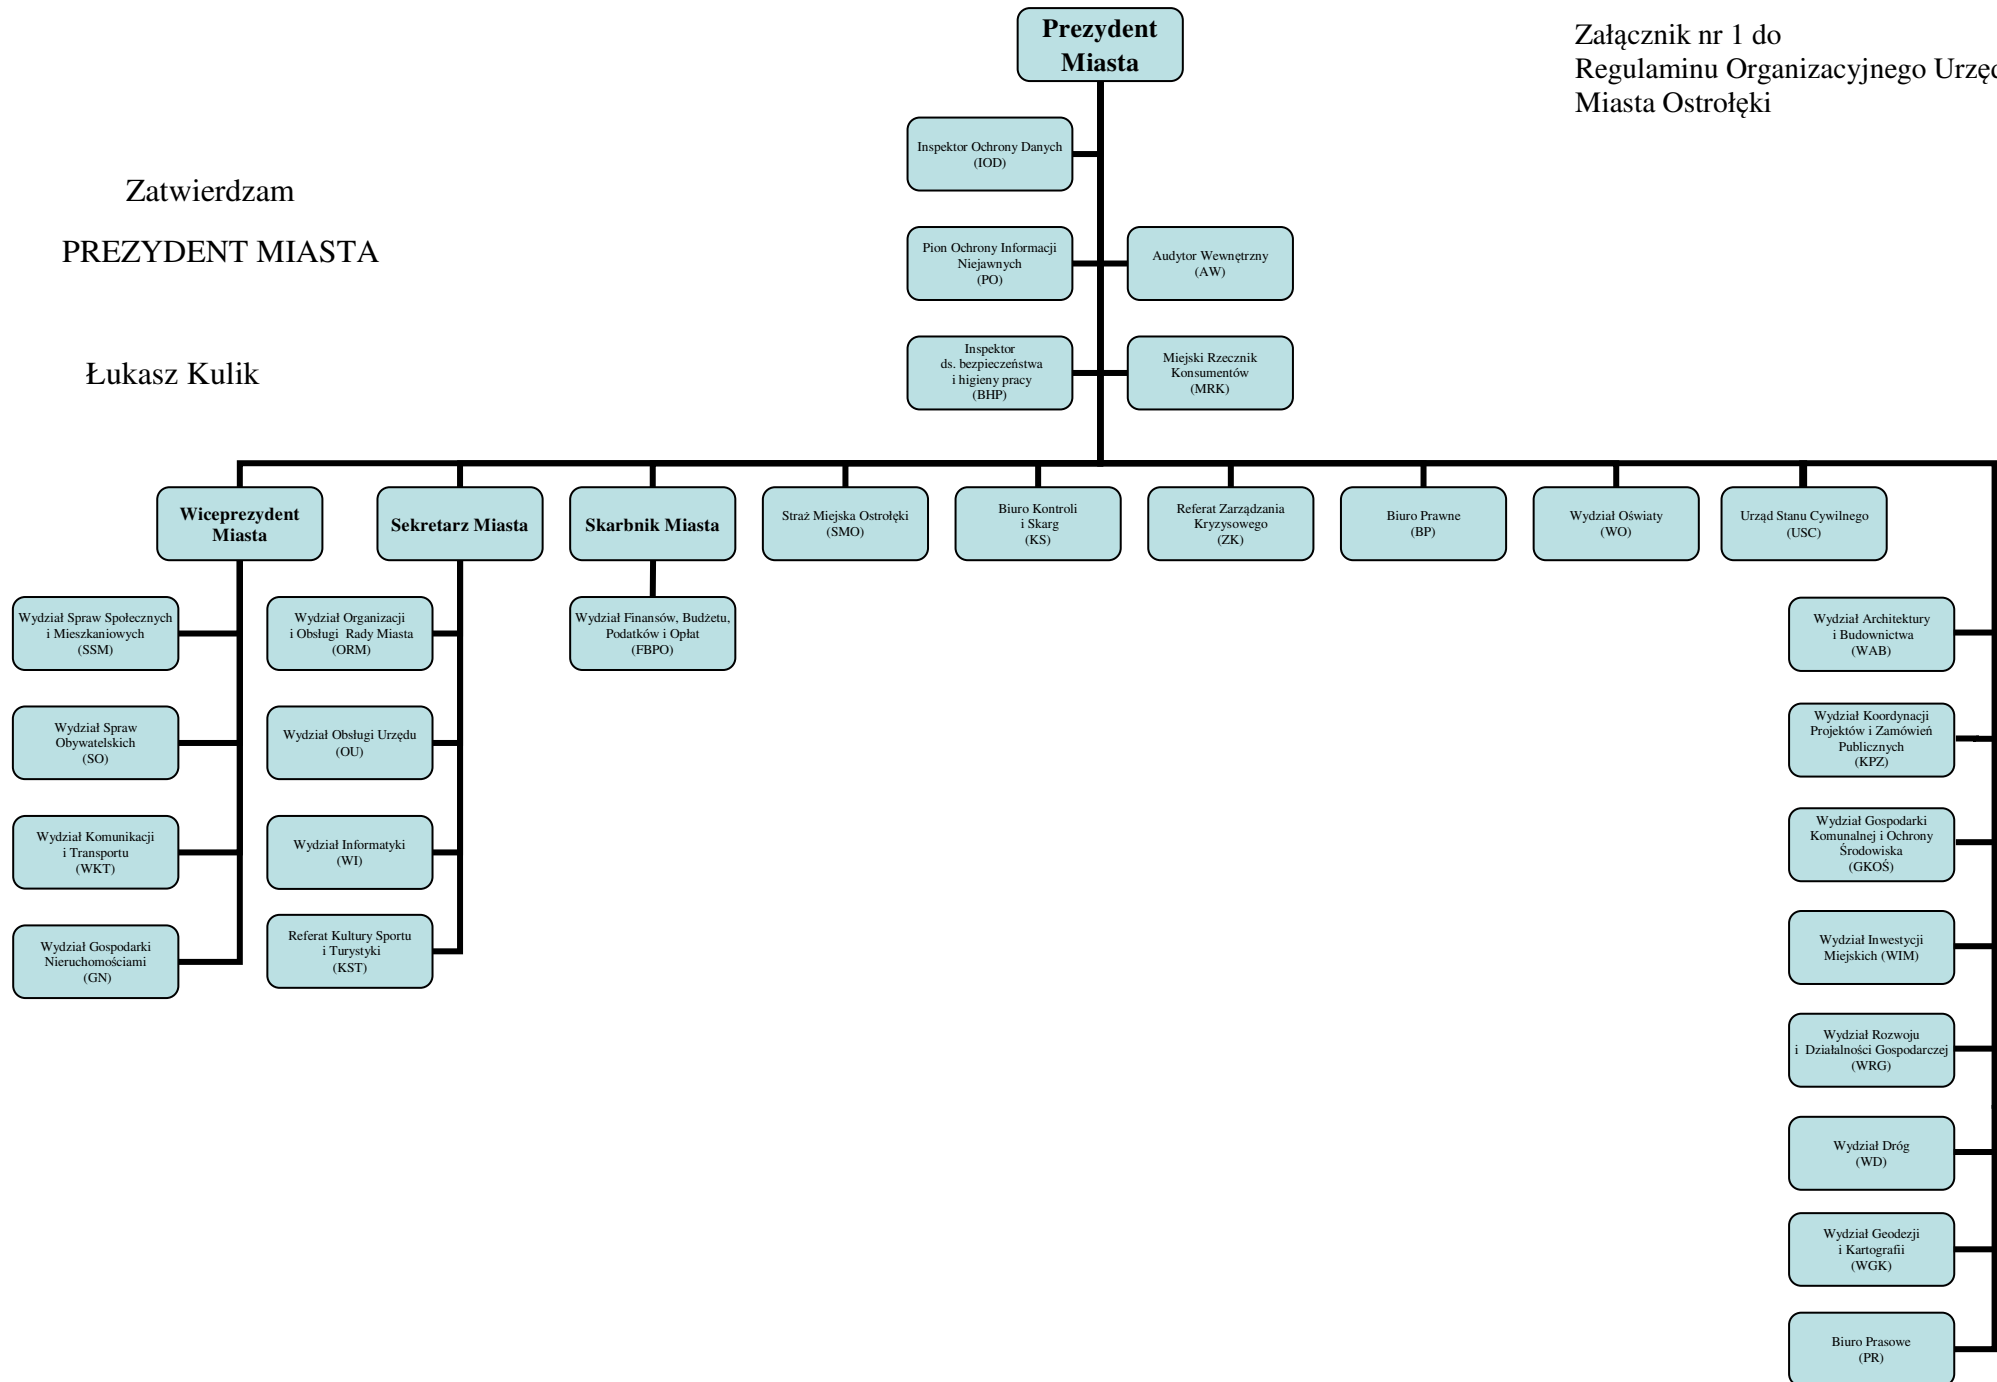 Prezydent
Miasta
Załącznik nr 1 do
Regulaminu Organizacyjnego
Miasta Ostrołęki
Inspektor Ochrony Danych
(IOD)
Zatwierdzam
PREZYDENT MIASTA
Łukasz Kulik
Pion Ochrony Informacji
Niejawnych
(PO)
Audytor Wewnętrzny
(AW)
Inspektor
ds. bezpieczeństwa
i higieny pracy
(BHP)
Miejski Rzecznik
Konsumentów
(MRK)
Wiceprezydent
Miasta
Sekretarz Miasta
Skarbnik Miasta
Straż Miejska Ostrołęki
(SMO)
Biuro Kontroli
i Skarg
(KS)
Referat Zarządzania
Kryzysowego
(ZK)
Biuro Prawne
(BP)
Wydział Oświaty
(WO)
Urząd Stanu Cywilnego
(USC)
Wydział Spraw Społecznych
i Mieszkaniowych
(SSM)
Wydział Spraw
Obywatelskich
(SO)
Wydział Komunikacji
i Transportu
(WKT)
Wydział Gospodarki
Nieruchomościami
(GN)
Wydział Organizacji
i Obsługi Rady Miasta
(ORM)
Wydział Obsługi Urzędu
(OU)
Wydział Informatyki
(WI)
Referat Kultury Sportu
i Turystyki
(KST)
Wydział Finansów, Budżetu,
Podatków i Opłat
(FBPO)
Wydział Architektury
i Budownictwa
(WAB)
Wydział Koordynacji
Projektów i Zamówień
Publicznych
(KPZ)
Wydział Gospodarki
Komunalnej i Ochrony
Środowiska
(GKOŚ)
Wydział Inwestycji
Miejskich (WIM)
Wydział Rozwoju
i Działalności Gospodarczej
(WRG)
Wydział Dróg
(WD)
Wydział Geodezji
i Kartografii
(WGK)
Biuro Prasowe
(PR)